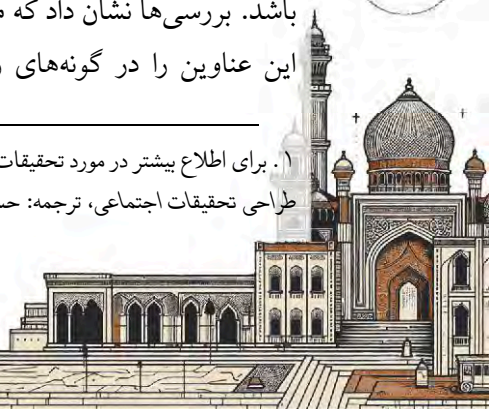 باشد. بررسی‌ها نشان داد که
این عناوین را در گونه‌های
۱. برای اطلاع بیشتر در مورد تحقیقات
طراحی تحقیقات اجتماعی، ترجمه: